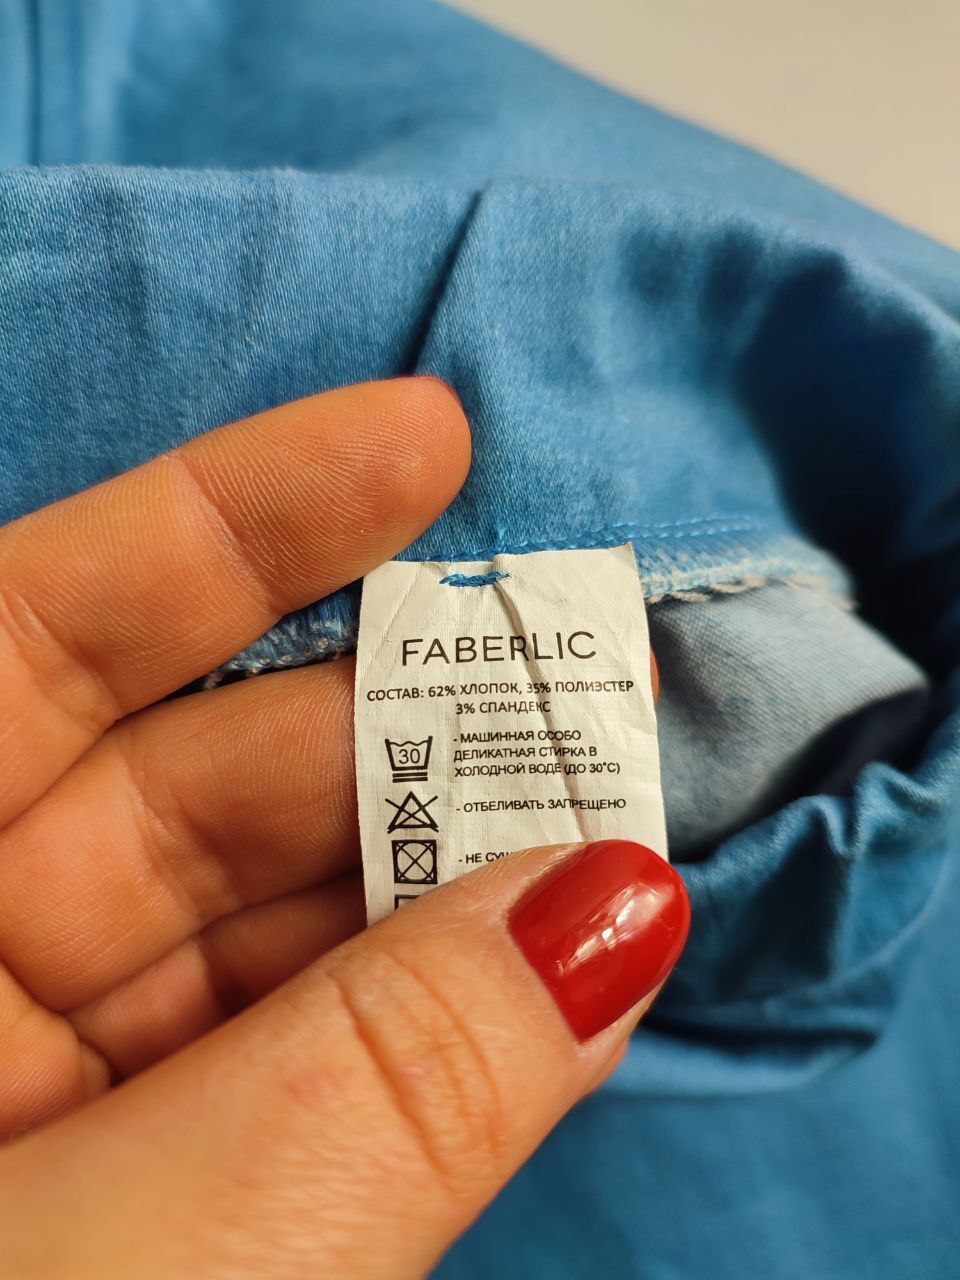 FABERLIC
СОСТАВ: 62% ХЛОПОК, 35% ПОЛИЭСТЕР
3% СПАНДЕКС
30
- МАШИННАЯ ОСОБО
ДЕЛИКАТНАЯ СТИРКА В
ХОЛОДНОЙ ВОДЕ (ДО 30°С)
- ОТБЕЛИВАТЬ ЗАПРЕЩЕНО
- НЕ